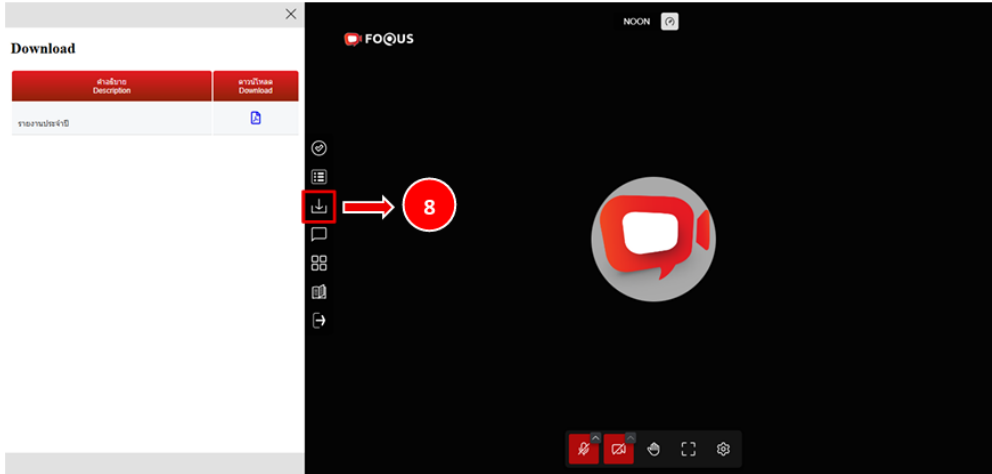 NOON
FOQUS
Download
คำอธิบาย
Description
ดาวน์โหลด
Download
รายงานประจำปี
8